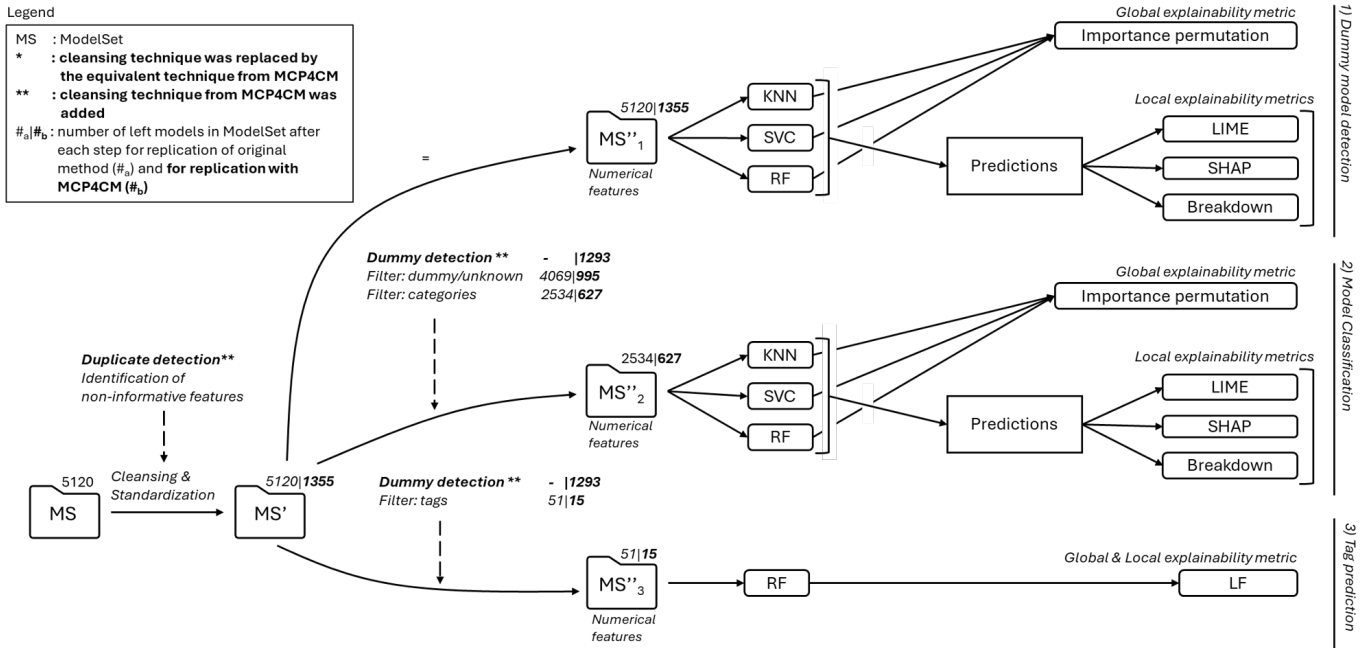 Legend
MS : ModelSet
* : cleansing technique was replaced by
the equivalent technique from MCP4CM
** : cleansing technique from MCP4CM was
added
#a|#b : number of left models in ModelSet after
each step for replication of original
method (#a) and for replication with
MCP4CM (#b)
=
5120|1355
MS''1
Numerical
features
KNN
SVC
RF
Global explainability metric
Importance permutation
Predictions
Local explainability metrics
LIME
SHAP
Breakdown
1) Dummy model detection
Dummy detection ** - |1293
Filter: dummy/unknown 4069|995
Filter: categories 2534|627
2534|627
MS''2
Numerical
features
KNN
SVC
RF
Global explainability metric
Importance permutation
Predictions
Local explainability metrics
LIME
SHAP
Breakdown
2) Model Classification
Duplicate detection**
Identification of
non-informative features
5120
MS
Cleansing &
Standardization
5120|1355
MS'
Dummy detection ** - |1293
Filter: tags 51|15
51|15
MS''3
Numerical
features
RF
Global & Local explainability metric
LF
3) Tag prediction